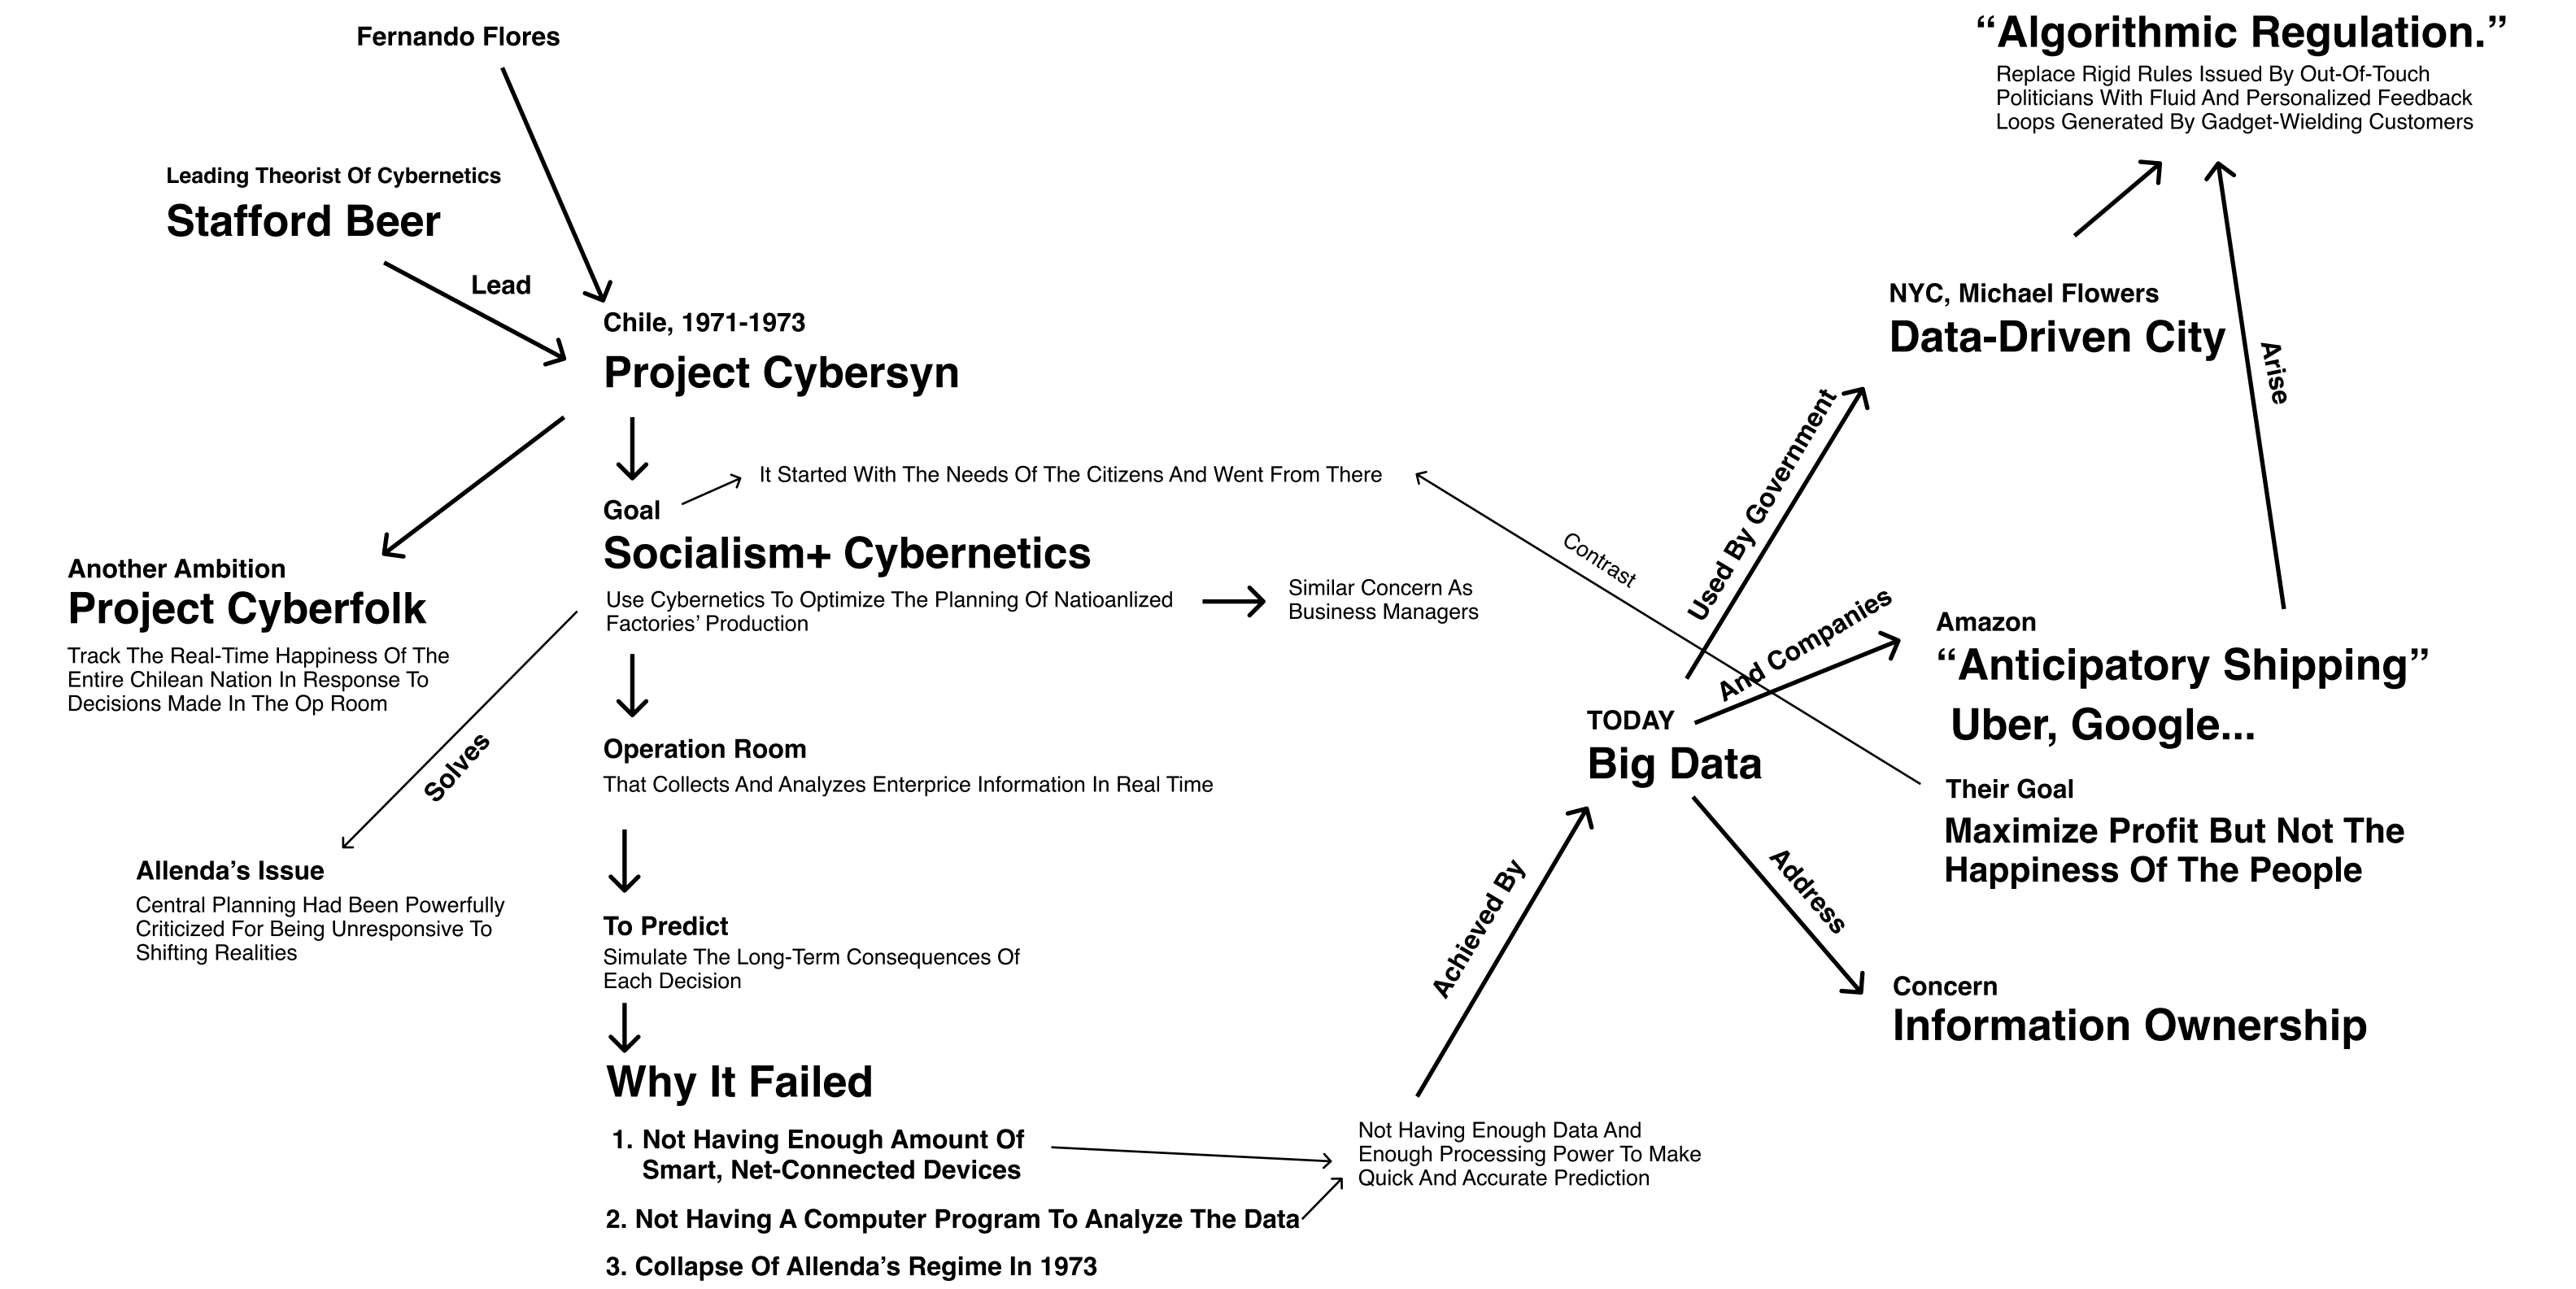 Fernando Flores
Leading Theorist Of Cybernetics
Stafford Beer
Lead
Chile, 1971-1973
Project Cybersyn
Another Ambition
Project Cyberfolk
Track The Real-Time Happiness Of The
Entire Chilean Nation In Response To
Decisions Made In The Op Room
It Started With The Needs Of The Citizens And Went From There
Goal
Socialism+ Cybernetics
Use Cybernetics To Optimize The Planning Of Natioanlized
Factories’ Production
Similar Concern As
Business Managers
Solves
Allenda’s Issue
Central Planning Had Been Powerfully
Criticized For Being Unresponsive To
Shifting Realities
Operation Room
That Collects And Analyzes Enterprice Information In Real Time
To Predict
Simulate The Long-Term Consequences Of
Each Decision
Why It Failed
1. Not Having Enough Amount Of
Smart, Net-Connected Devices
2. Not Having A Computer Program To Analyze The Data
3. Collapse Of Allenda’s Regime In 1973
Not Having Enough Data And
Enough Processing Power To Make
Quick And Accurate Prediction
Achieved By
TODAY
Big Data
Used By Government
And Companies
Contrast
Address
“Algorithmic Regulation.”
Replace Rigid Rules Issued By Out-Of-Touch
Politicians With Fluid And Personalized Feedback
Loops Generated By Gadget-Wielding Customers
NYC, Michael Flowers
Data-Driven City
Arise
Amazon
“Anticipatory Shipping”
Uber, Google...
Their Goal
Maximize Profit But Not The
Happiness Of The People
Concern
Information Ownership